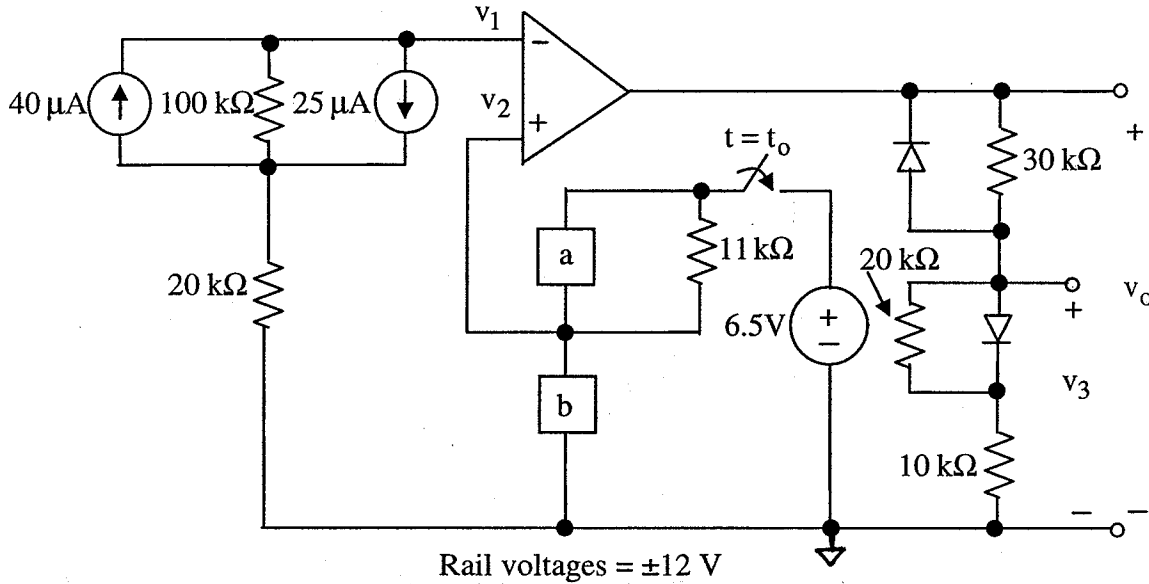 v1
−
40 µA
100 kΩ
25 µA
v2
+
t = to
+
30 kΩ
a
11 kΩ
20 kΩ
20 kΩ
6.5V
+
−
+
vo
v3
b
10 kΩ
−
−
Rail voltages = ±12 V